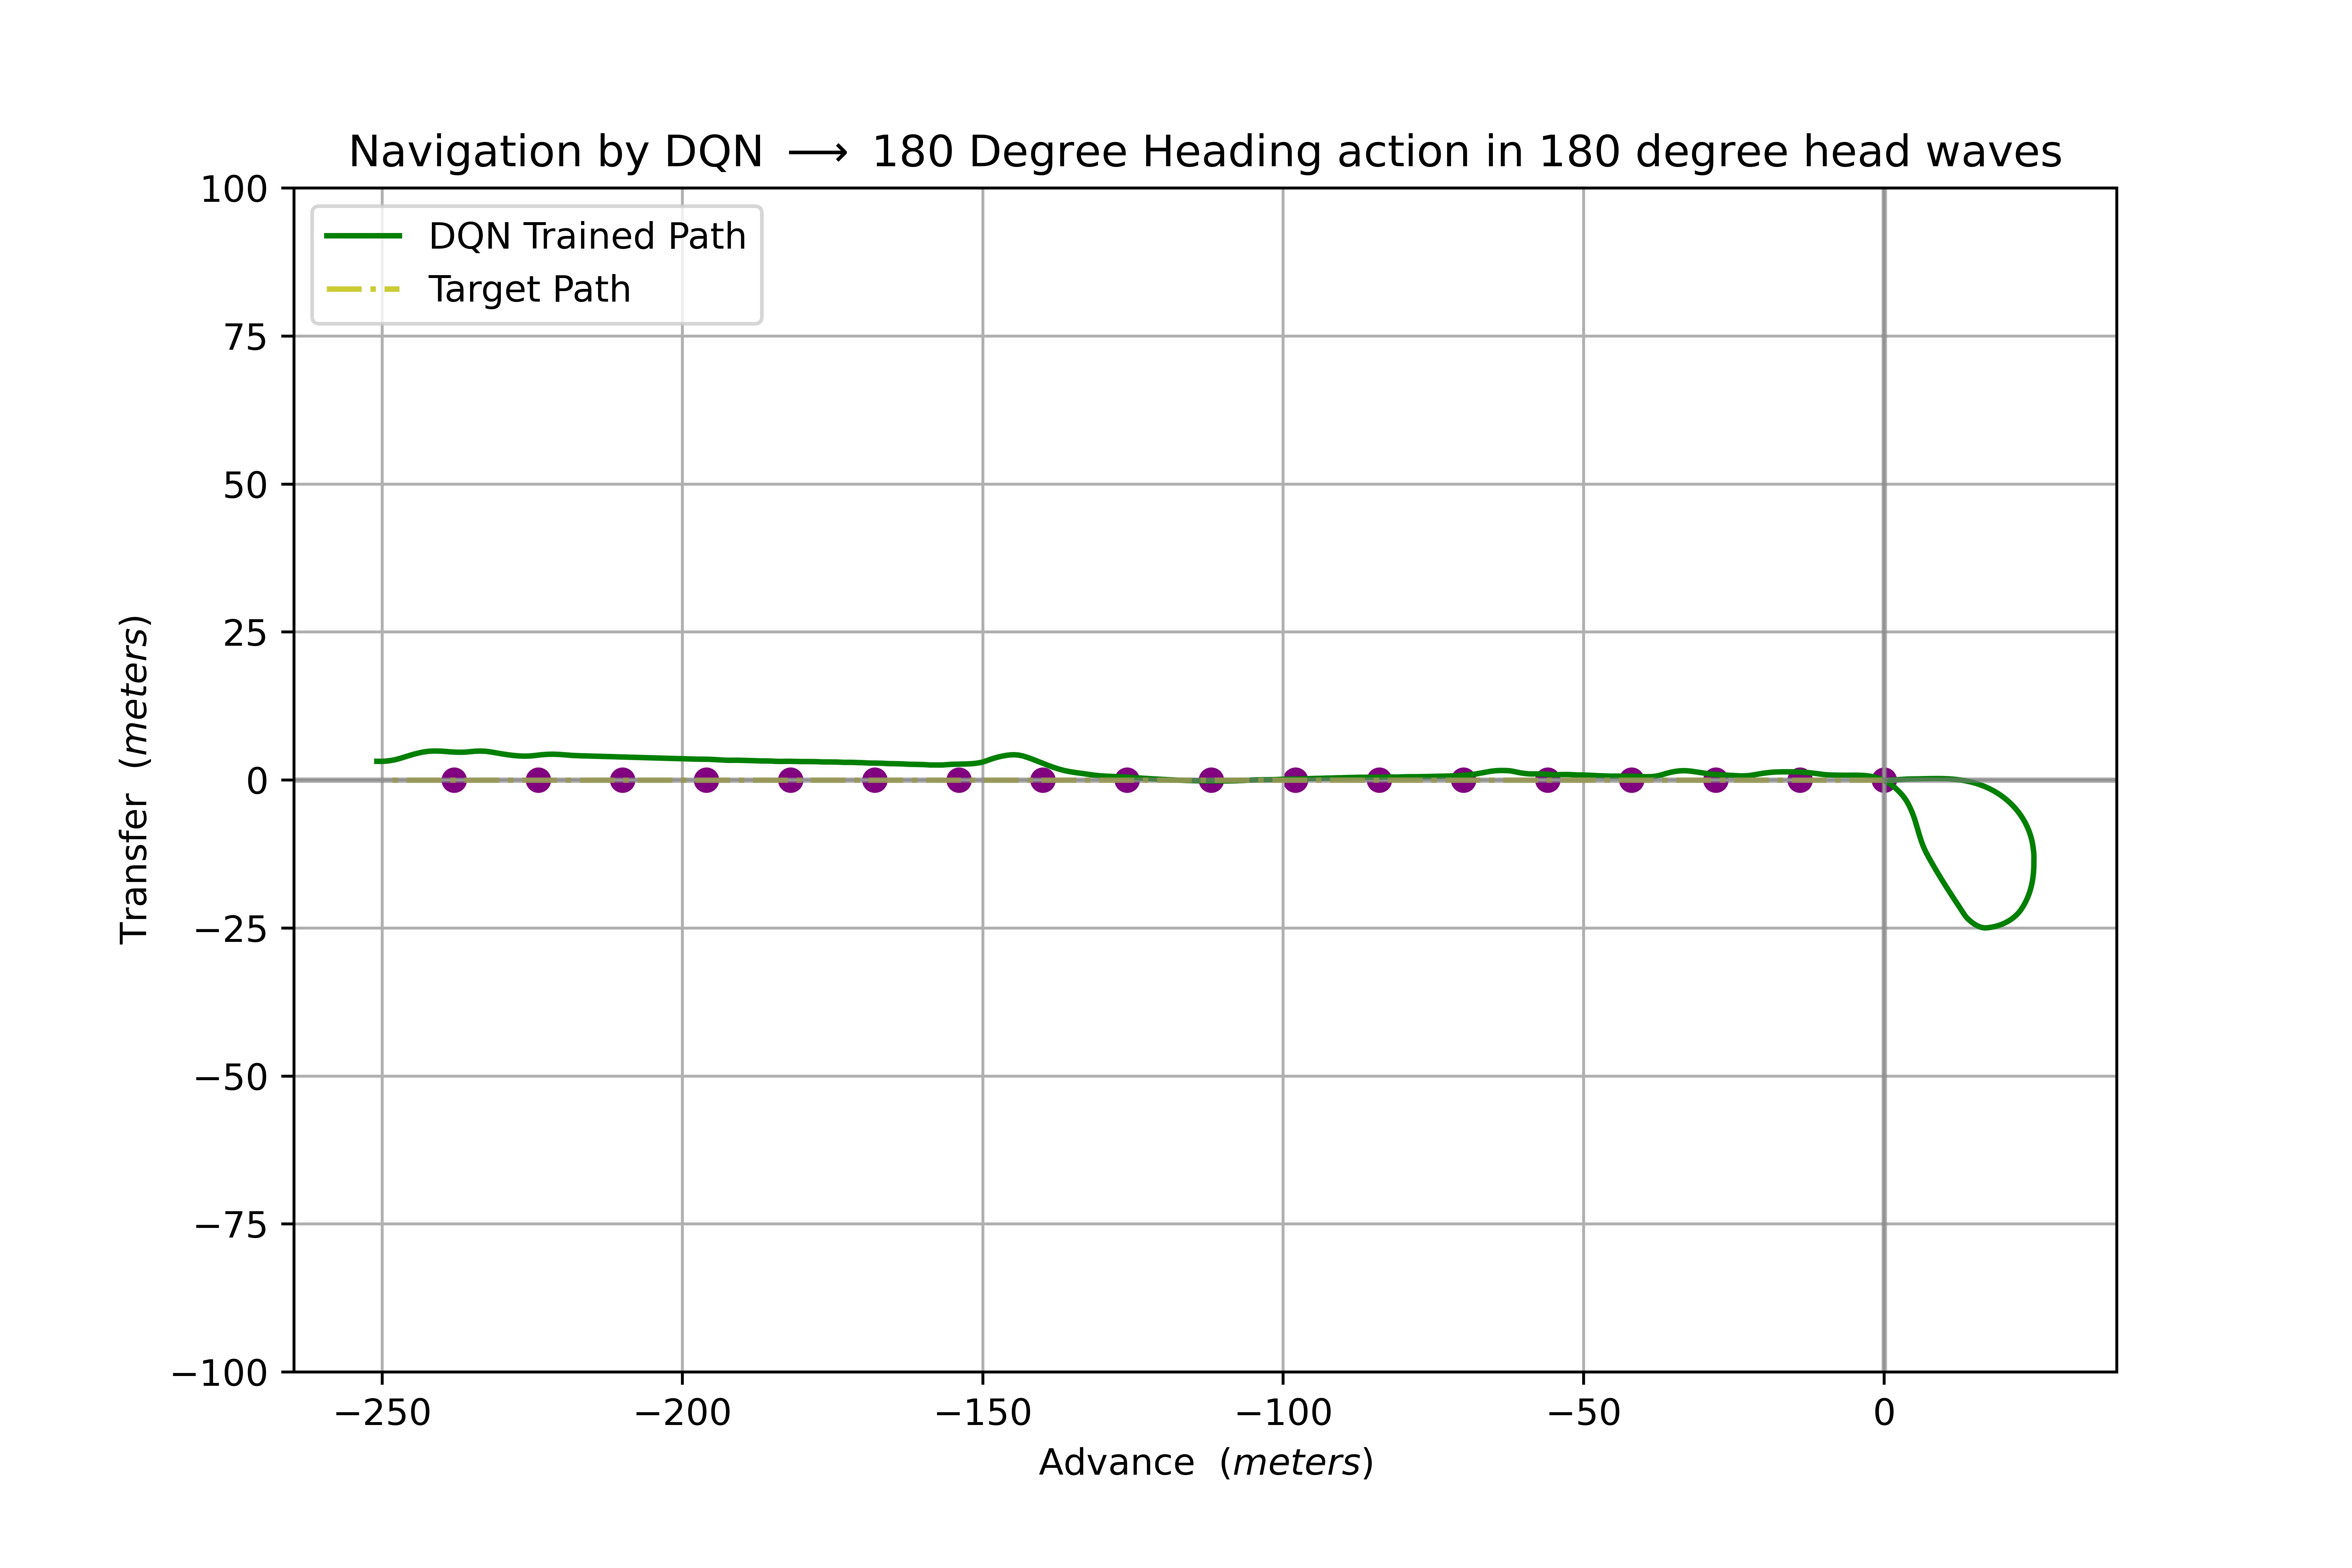 Navigation by DQN ⟶ 180 Degree Heading action in 180 degree head waves
100
75
50
25
0
−25
−50
−75
−100
Transfer (meters)
DQN Trained Path
Target Path
−250 −200 −150 −100 −50 0
Advance (meters)